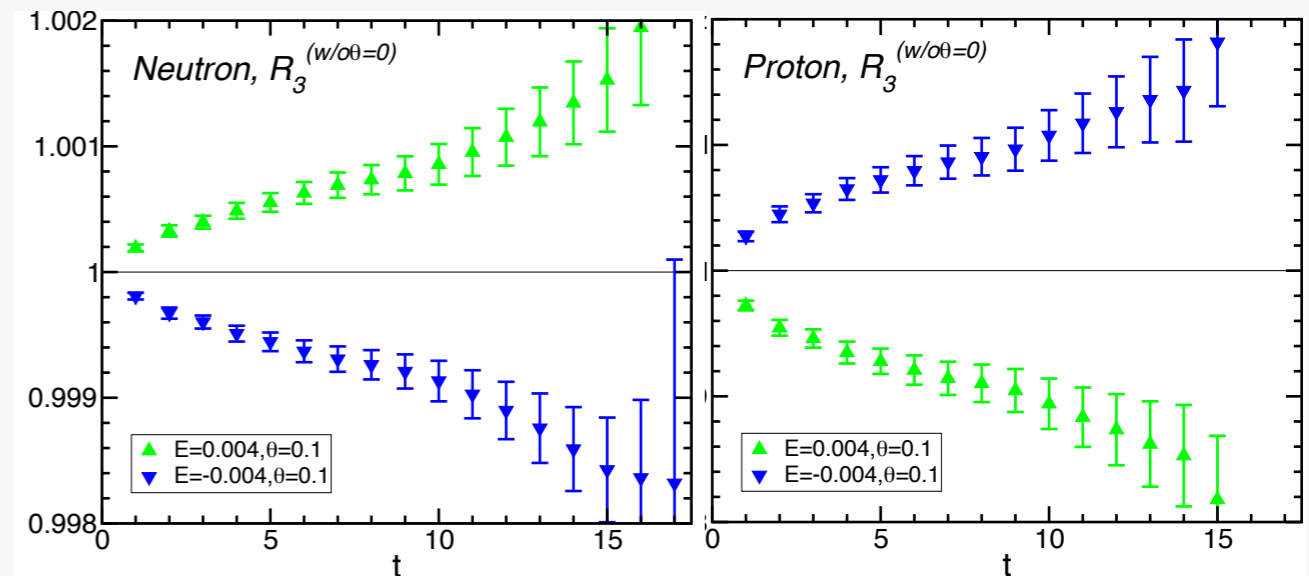 Neutron, R₃^(w/oθ=0)
1.002
1.001
1
0.999
0.998
E=0.004,θ=0.1
E=-0.004,θ=0.1
0 5 10 15
t
Proton, R₃^(w/oθ=0)
E=0.004,θ=0.1
E=-0.004,θ=0.1
0 5 10 15
t